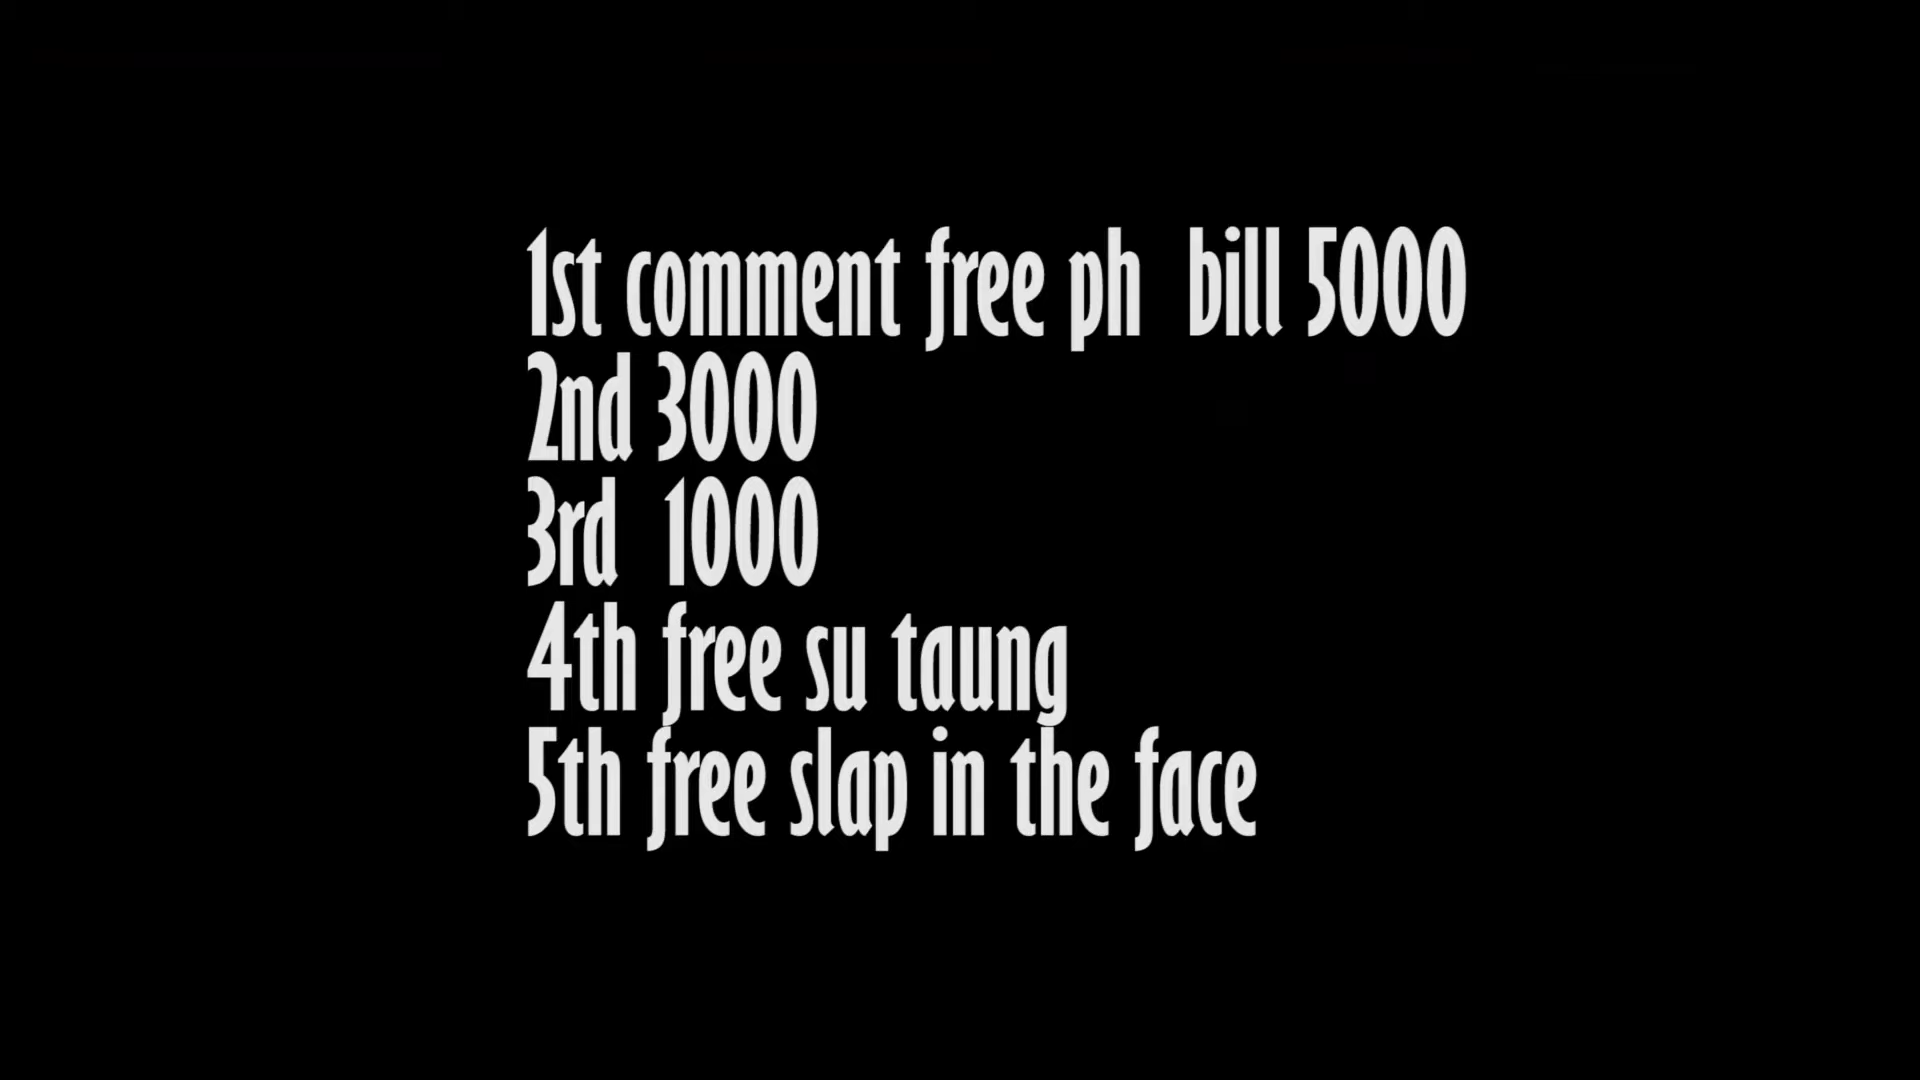 1st comment free ph  bill 5000
2nd 3000
3rd  1000
4th free su taung
5th free slap in the face